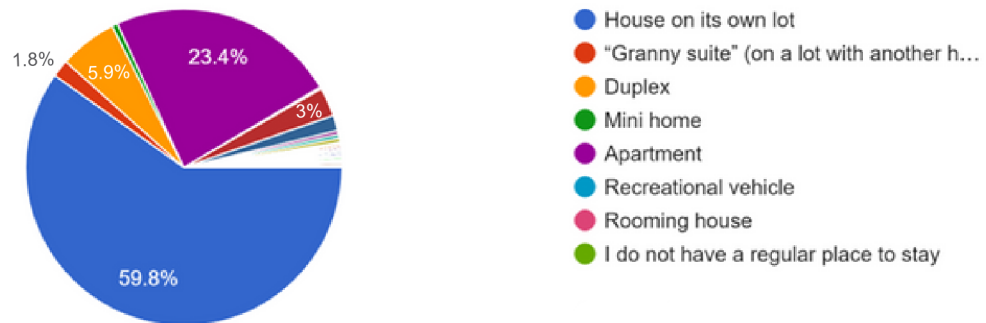 1.8%
5.9%
23.4%
3%
59.8%
House on its own lot
“Granny suite” (on a lot with another h…
Duplex
Mini home
Apartment
Recreational vehicle
Rooming house
I do not have a regular place to stay